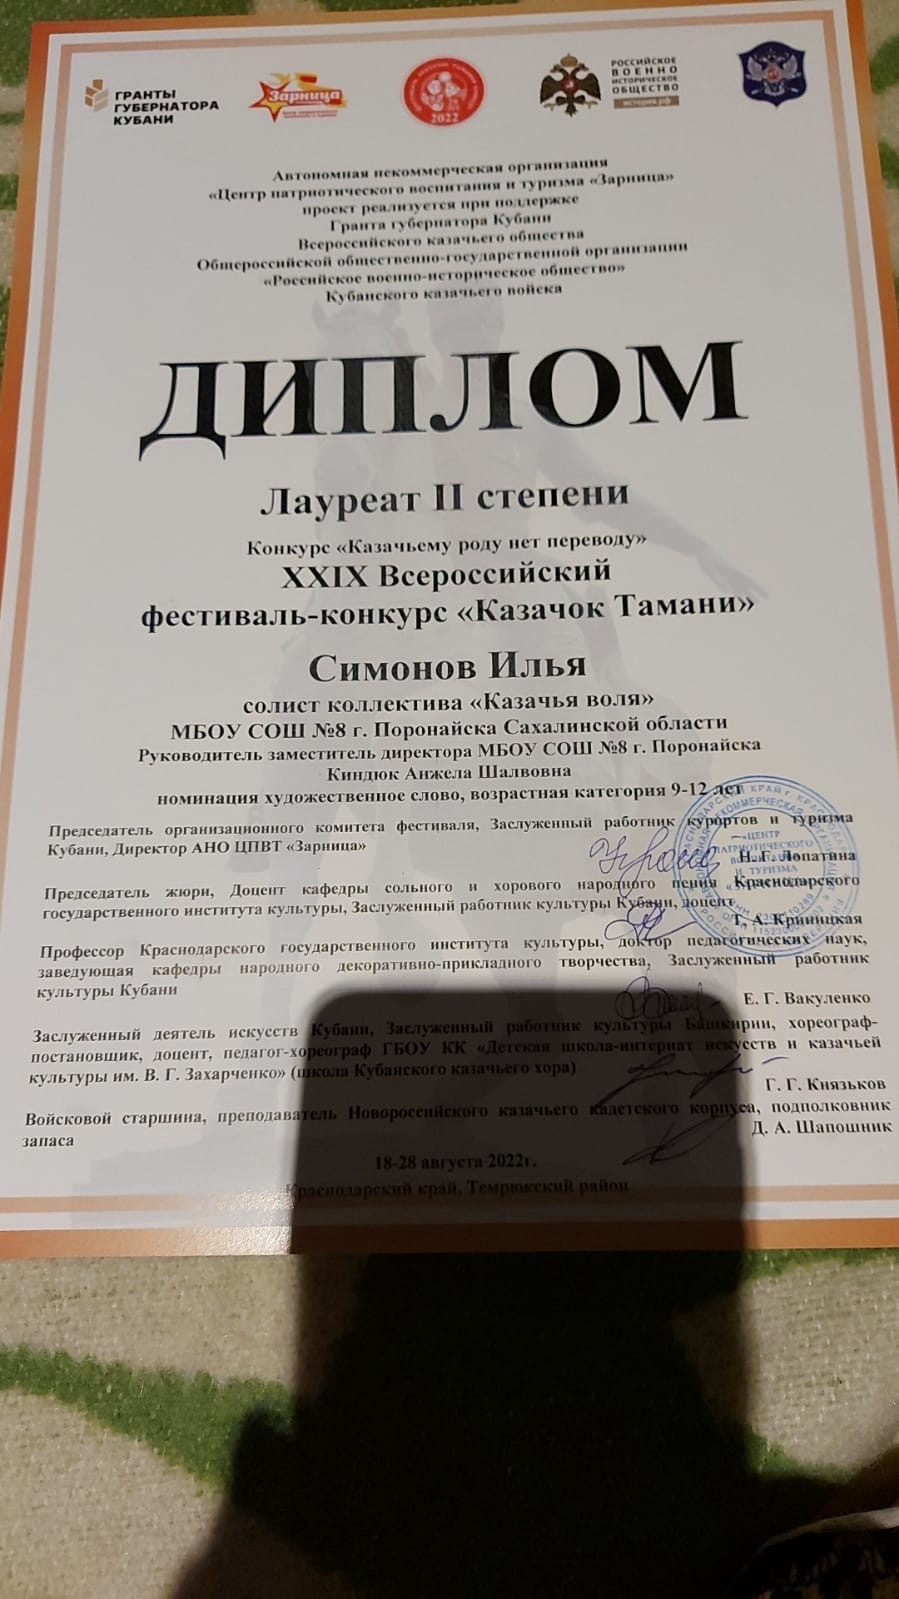 ГРАНТЫ
ГУБЕРНАТОРА
КУБАНИ
Зарница
2022
РОССИЙСКОЕ
ВОЕННО
ИСТОРИЧЕСКОЕ
ОБЩЕСТВО
история.рф
Автономная некоммерческая организация
«Центр патриотического воспитания и туризма «Зарница»
проект реализуется при поддержке
Гранта губернатора Кубани
Всероссийского казачьего общества
Общероссийской общественно-государственной организации
«Российское военно-историческое общество»
Кубанского казачьего войска
ДИПЛОМ
Лауреат II степени
Конкурс «Казачьему роду нет переводу»
XXIX Всероссийский
фестиваль-конкурс «Казачок Тамани»
Симонов Илья
солист коллектива «Казачья воля»
МБОУ СОШ №8 г. Поронайска Сахалинской области
Руководитель заместитель директора МБОУ СОШ №8 г. Поронайска
Киндюк Анжела Шалвовна
номинация художественное слово, возрастная категория 9-12 лет
Председатель организационного комитета фестиваля, Заслуженный работник курортов и туризма
Кубани, Директор АНО ЦПВТ «Зарница»
Н.Г. Лопатина
Председатель жюри, Доцент кафедры сольного и хорового народного пения Краснодарского
государственного института культуры, Заслуженный работник культуры Кубани, доцент
Т. А. Криницкая
Профессор Краснодарского государственного института культуры, доктор педагогических наук,
заведующая кафедры народного декоративно-прикладного творчества, Заслуженный работник
культуры Кубани
Е. Г. Вакуленко
Заслуженный деятель искусств Кубани, Заслуженный работник культуры Башкирии, хореограф-
постановщик, доцент, педагог-хореограф ГБОУ КК «Детская школа-интернат искусств и казачьей
культуры им. В. Г. Захарченко» (школа Кубанского казачьего хора)
Г. Г. Князьков
Войсковой старшина, преподаватель Новороссийского казачьего кадетского корпуса, подполковник
запаса
Д. А. Шапошник
18-28 августа 2022г.
Краснодарский край, Темрюкский район
«ЦЕНТР
ПАТРИОТИЧЕСКОГО
ВОСПИТАНИЯ
И ТУРИЗМА